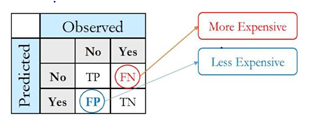 Observed
More Expensive
No Yes
Less Expensive
Predicted
No TP FN
Yes FP TN